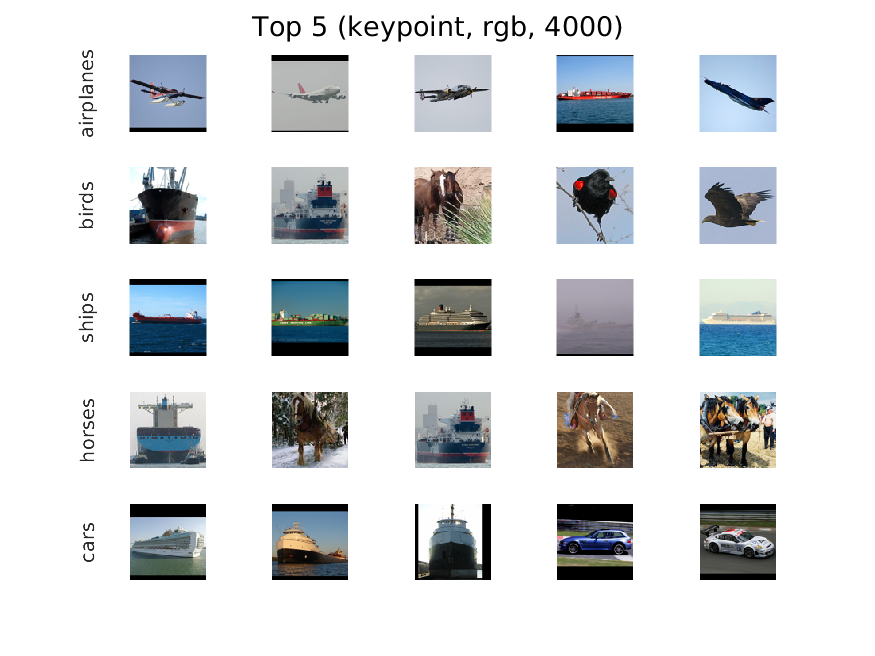 Top 5 (keypoint, rgb, 4000)
airplanes
birds
ships
horses
cars